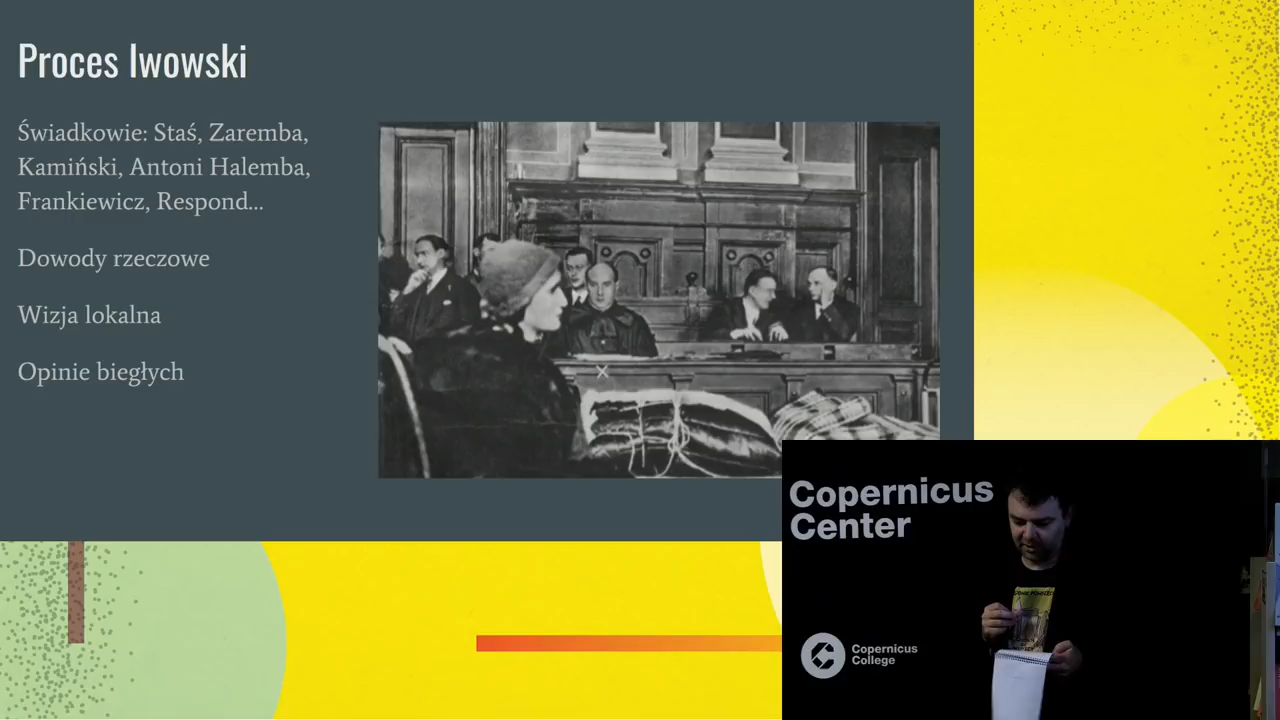 Proces lwowski
Świadkowie: Staś, Zaremba,
Kamiński, Antoni Halemba,
Frankiewicz, Respond...
Dowody rzeczowe
Wizja lokalna
Opinie biegłych
Copernicus
Center
Copernicus
College